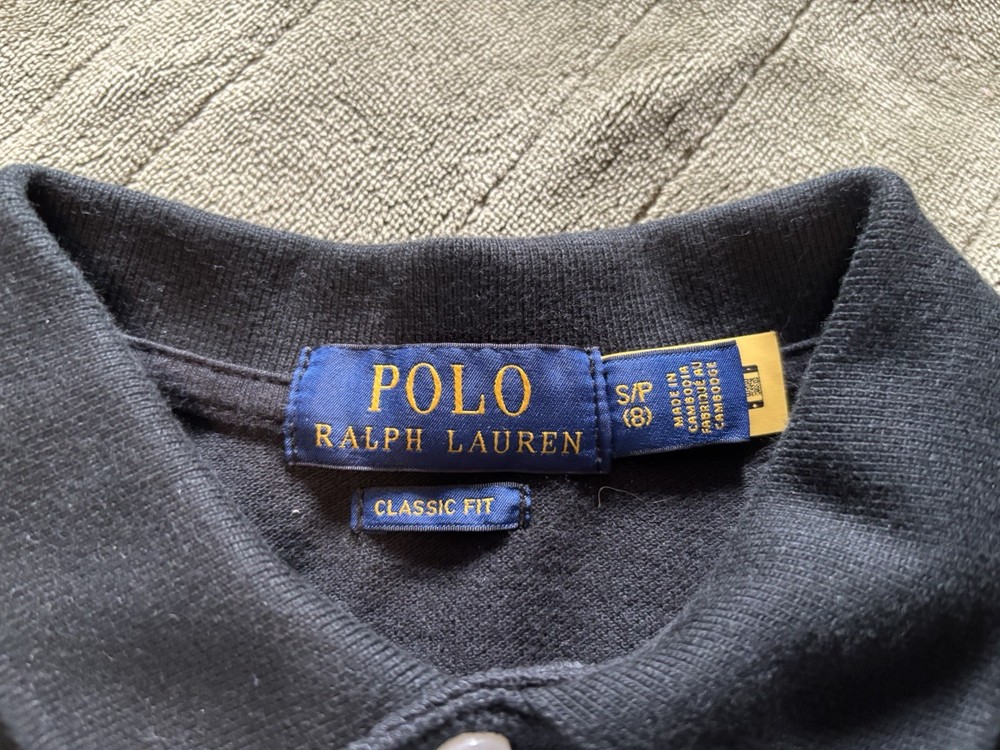 POLO
RALPH LAUREN
S/P
(8)
MADE IN
CAMBODIA
FABRIQUÉ AU
CAMBODGE
CLASSIC FIT